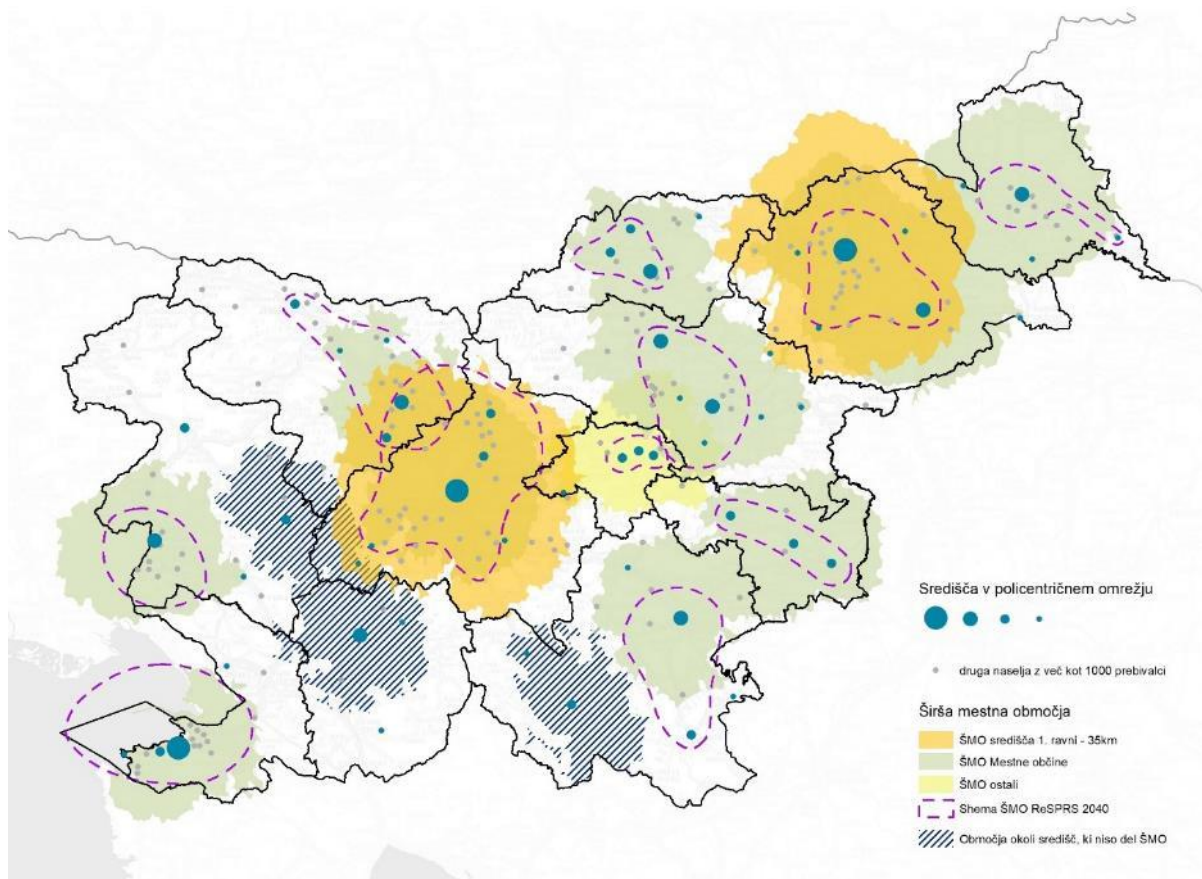 Središča v policentričnem omrežju
druga naselja z več kot 1000 prebivalci
Širša mestna območja
ŠMO središča 1. ravni - 35km
ŠMO Mestne občine
ŠMO ostali
Shema ŠMO ReSPRS 2040
Območja okoli središč, ki niso del ŠMO